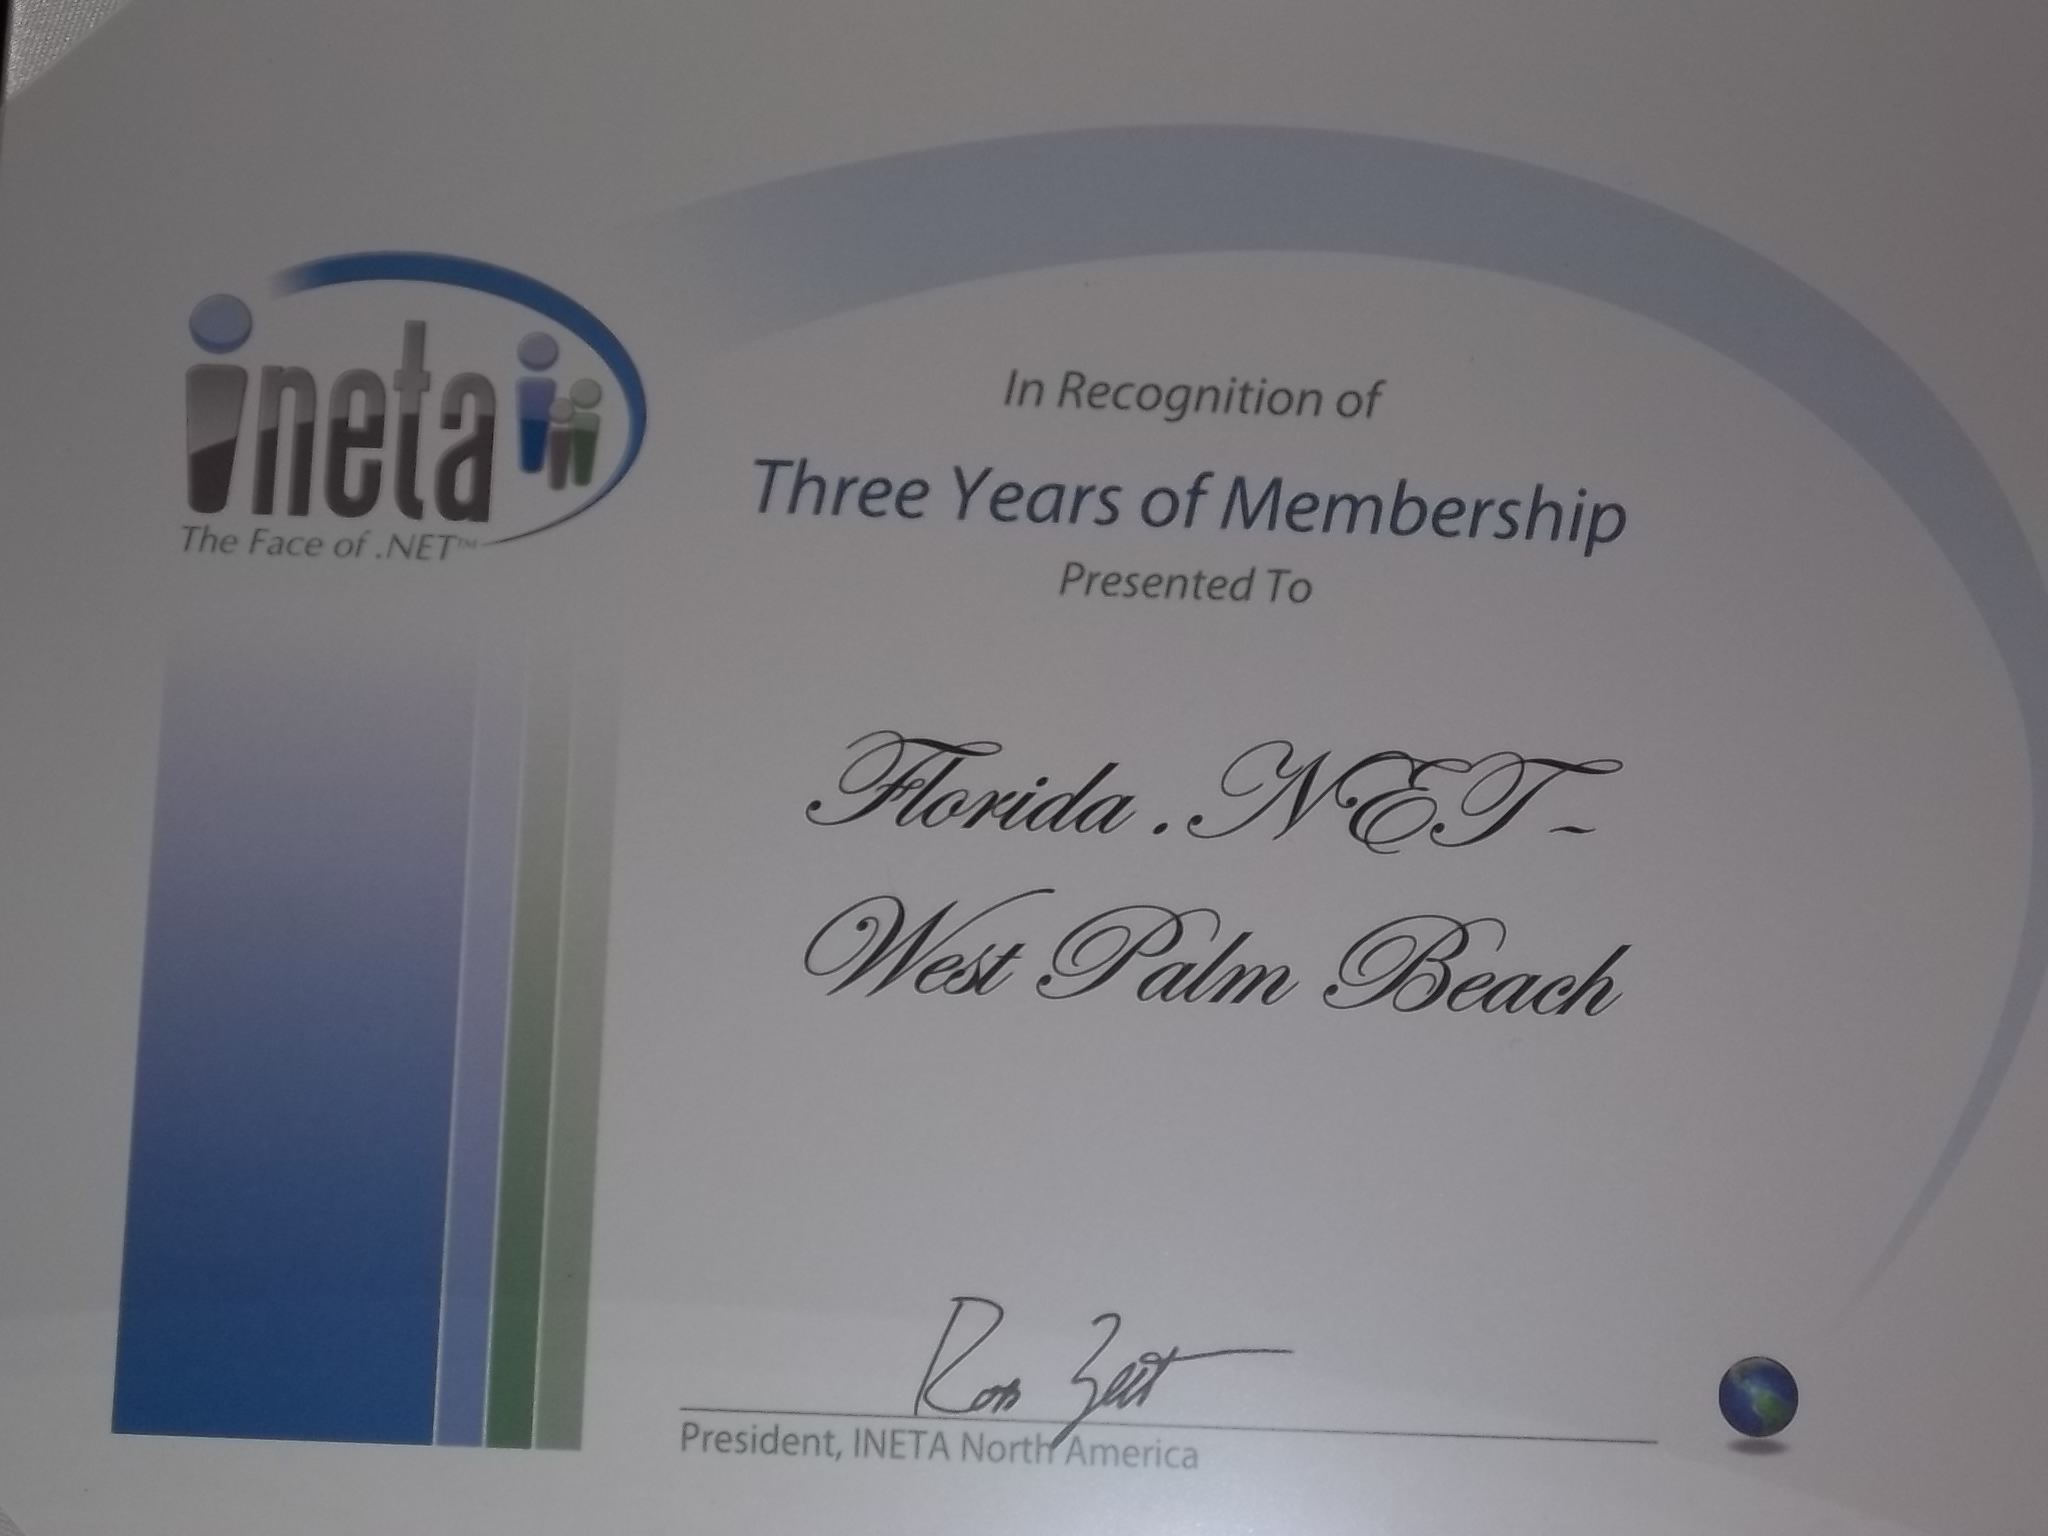 ineta
The Face of .NET™
In Recognition of
Three Years of Membership
Presented To
Florida .NET -
West Palm Beach
President, INETA North America